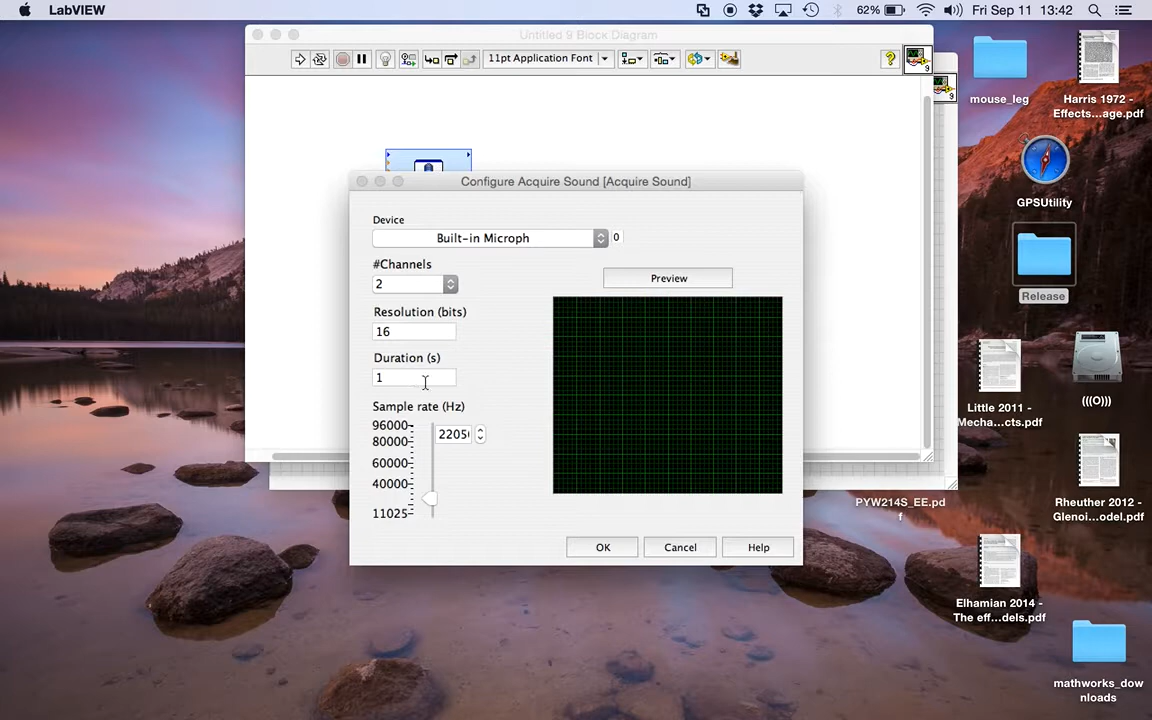 LabVIEW
62%
Fri Sep 11 13:42
Untitled 9 Block Diagram
11pt Application Font
?
9
9
Configure Acquire Sound [Acquire Sound]
Device
Built-in Microph
0
#Channels
2
Resolution (bits)
16
Duration (s)
1
Sample rate (Hz)
96000
80000
60000
40000
11025
2205
Preview
OK
Cancel
Help
mouse_leg
Harris 1972 -
Effects...age.pdf
GPSUtility
Release
Little 2011 -
Mecha...cts.pdf
(((O)))
PYW214S_EE.pd
f
Rheuther 2012 -
Glenoi...odel.pdf
Elhamian 2014 -
The eff...dels.pdf
mathworks_dow
nloads